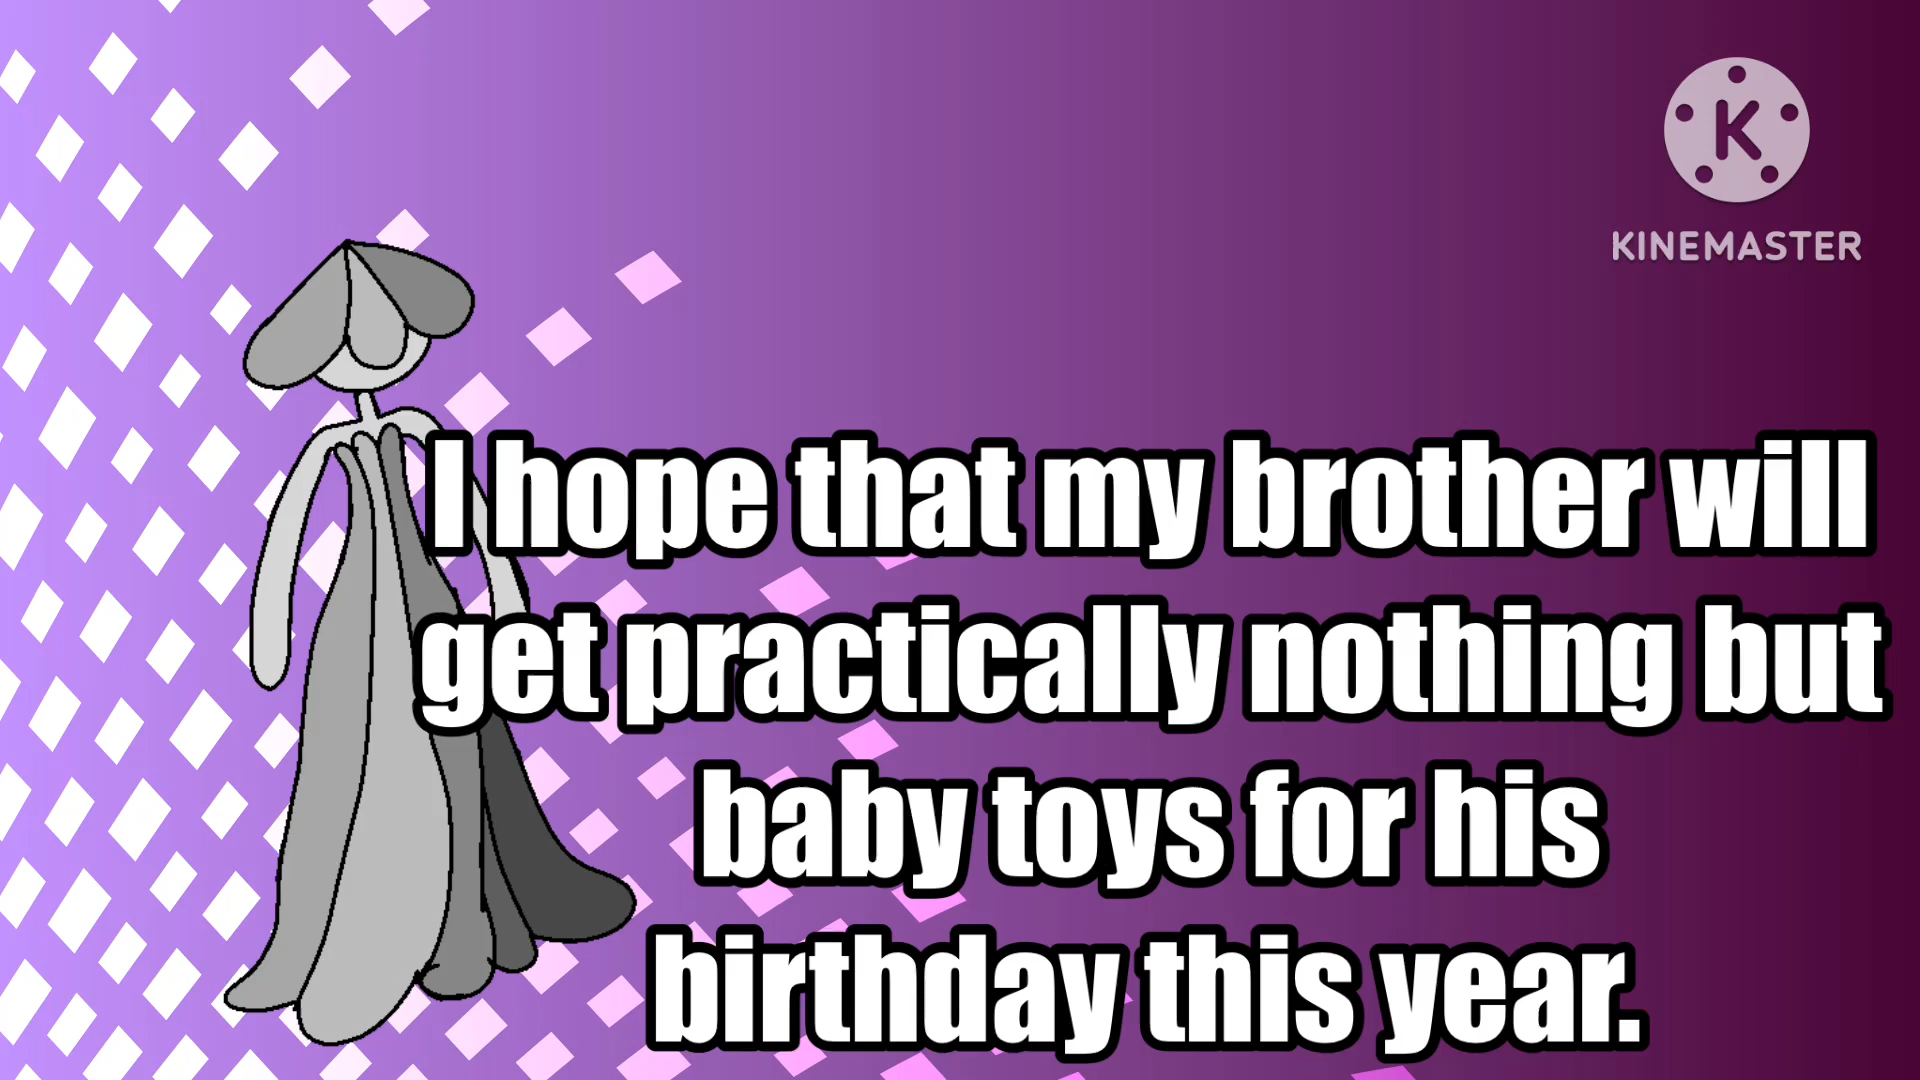 K
KINEMASTER
I hope that my brother will
get practically nothing but
baby toys for his
birthday this year.